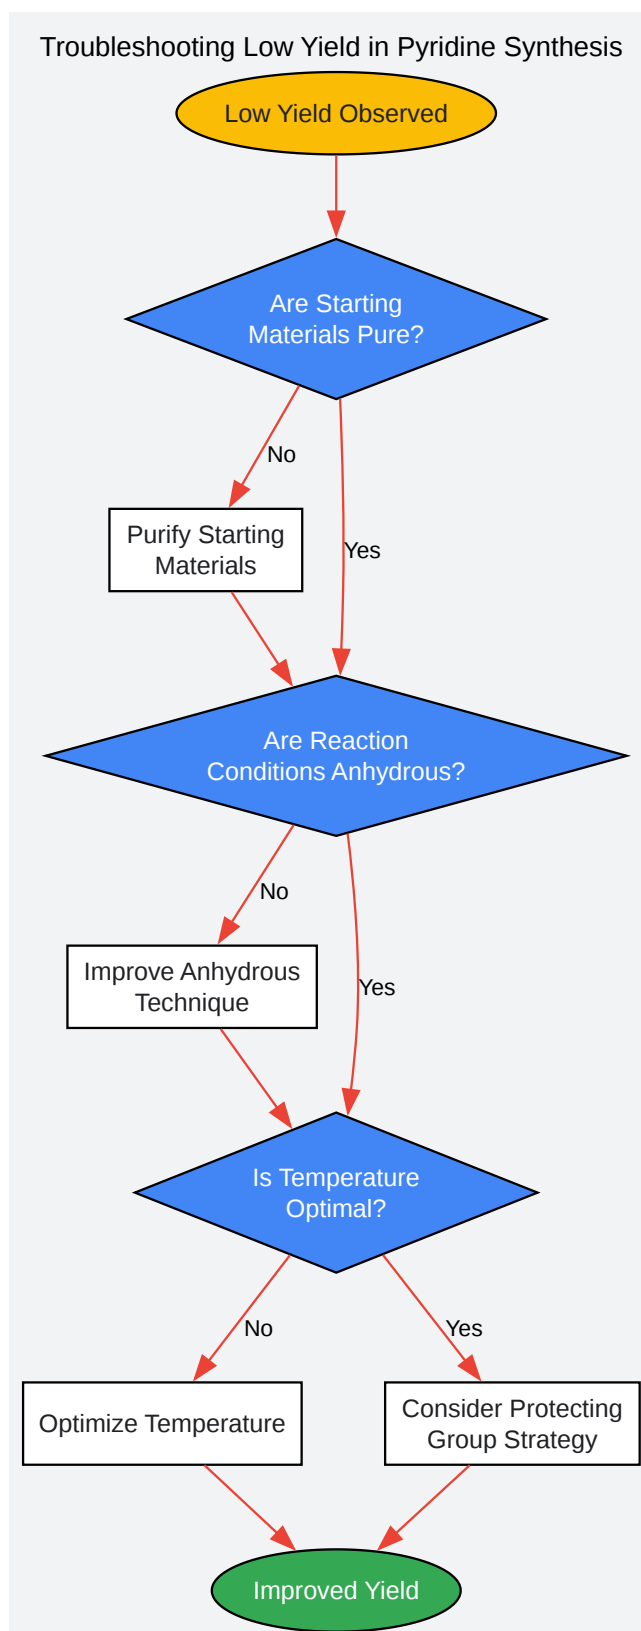 Troubleshooting Low Yield in Pyridine Synthesis
Low Yield Observed
Are Starting
Materials Pure?
No
Purify Starting
Materials
Yes
Are Reaction
Conditions Anhydrous?
No
Improve Anhydrous
Technique
Yes
Is Temperature
Optimal?
No
Yes
Optimize Temperature
Consider Protecting
Group Strategy
Improved Yield